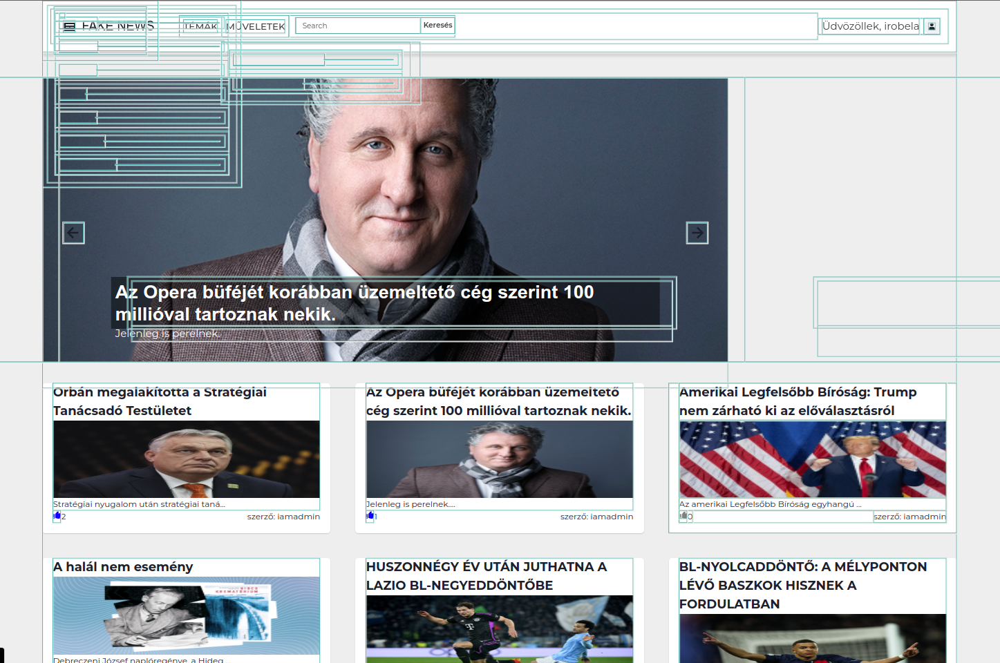 FAKE NEWS
TÉMÁK
MŰVELETEK
Search
Keresés
Üdvözöllek, irobela
Az Opera büféjét korábban üzemeltető cég szerint 100
millióval tartoznak nekik.
Jelenleg is perelnek.
Orbán megalakította a Stratégiai
Tanácsadó Testületet
Stratégiai nyugalom után stratégiai taná...
2
szerző: iamadmin
Az Opera büféjét korábban üzemeltető
cég szerint 100 millióval tartoznak nekik.
Jelenleg is perelnek....
1
szerző: iamadmin
Amerikai Legfelsőbb Bíróság: Trump
nem zárható ki az előválasztásról
Az amerikai Legfelsőbb Bíróság egyhangú ...
0
szerző: iamadmin
A halál nem esemény
KREMATÓRIUM
Debreczeni József naplóregénye, a Hideg ...
HUSZONNÉGY ÉV UTÁN JUTHATNA A
LAZIO BL-NEGYEDDÖNTŐBE
BL-NYOLCADDÖNTŐ: A MÉLYPONTON
LÉVŐ BASZKOK HISZNEK A
FORDULATBAN